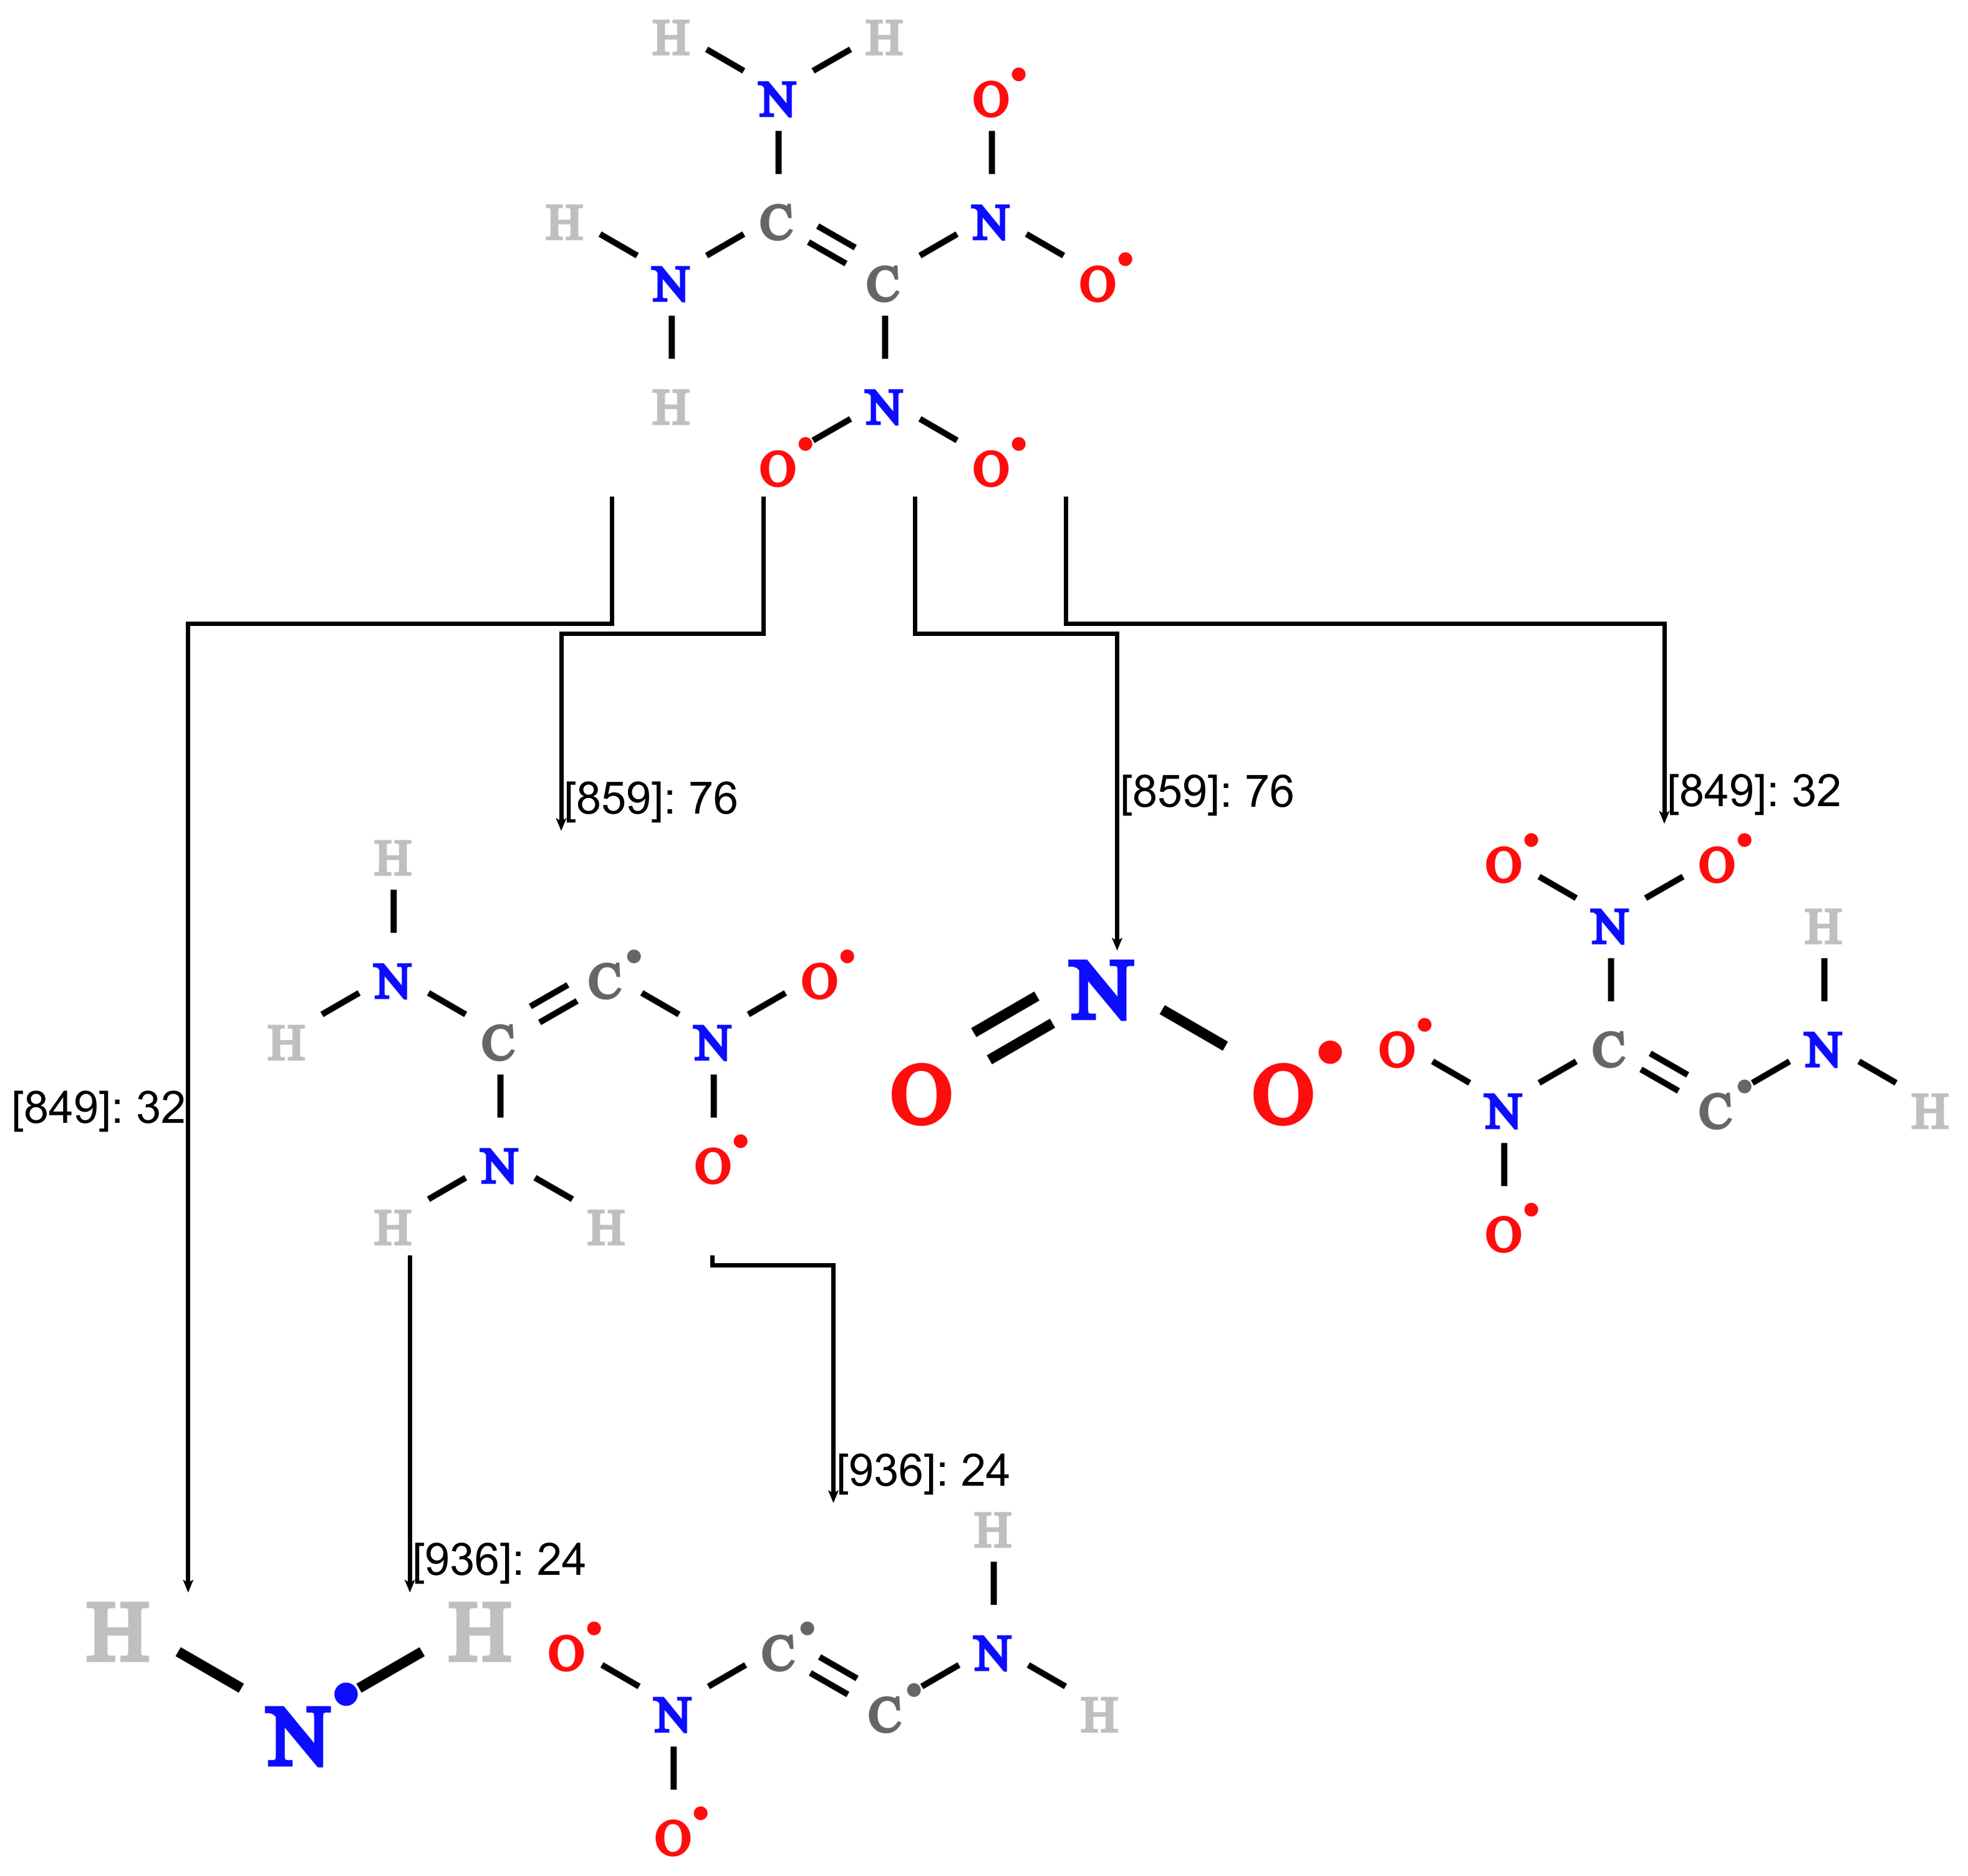 H H
N O
H C N
N C O
H N
O O
[859]: 76 [859]: 76 [849]: 32
H O O
N H
N C O N O H
H C N O C N
[849]: 32 O O N C H
N O
H H O
[936]: 24
[936]: 24 H
H H O C N
N N C H
O